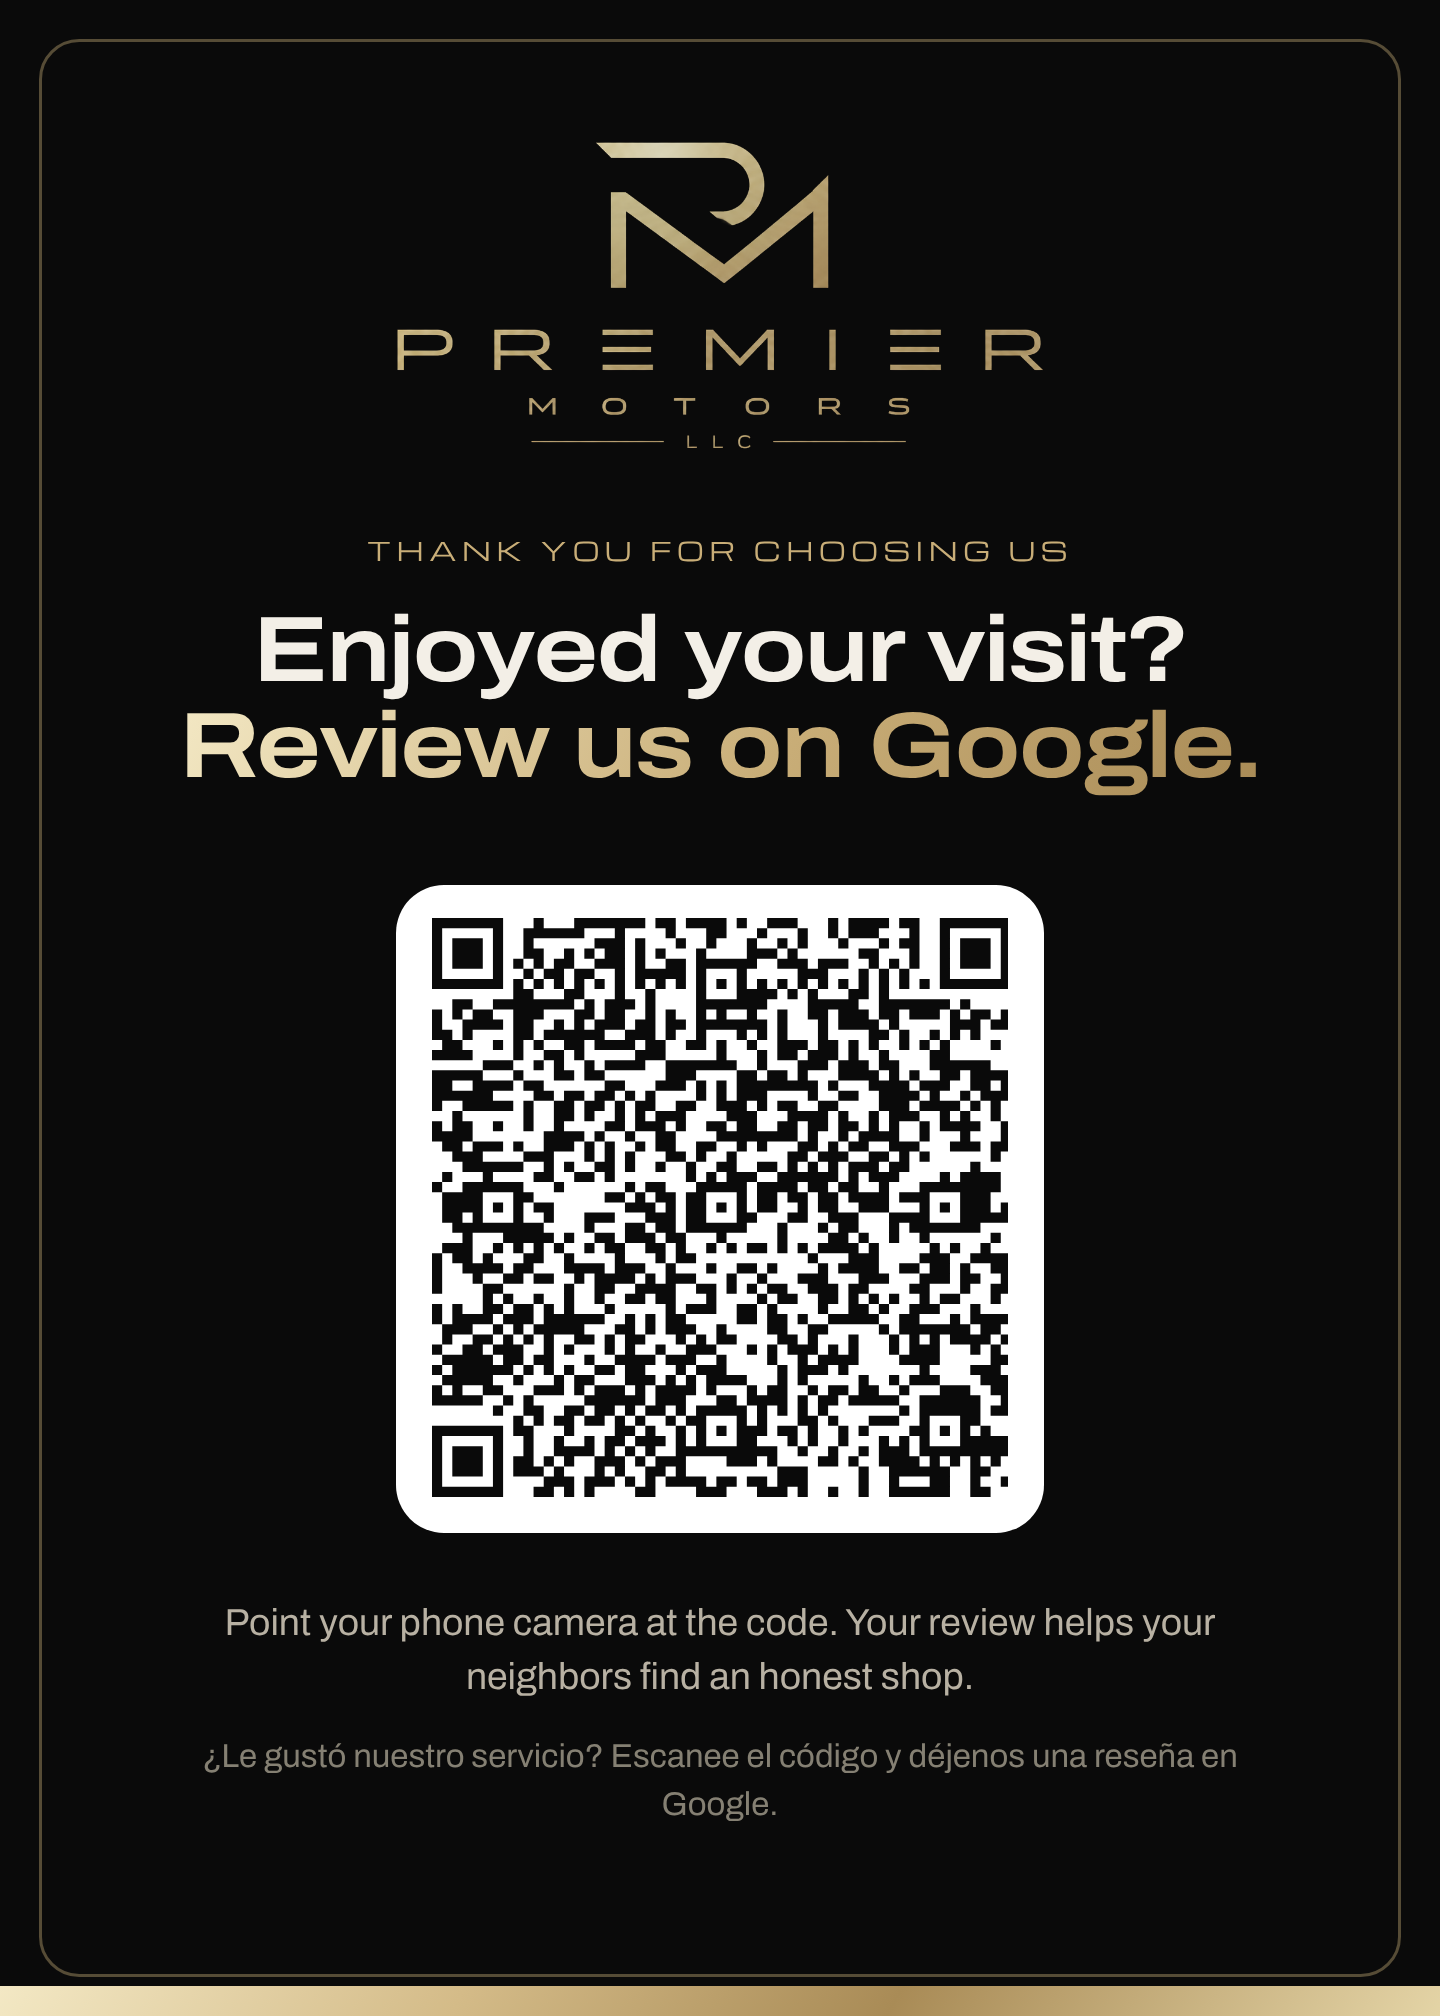 PREMIER
MOTORS
LLC
THANK YOU FOR CHOOSING US
Enjoyed your visit?
Review us on Google.
Point your phone camera at the code. Your review helps your
neighbors find an honest shop.
¿Le gustó nuestro servicio? Escanee el código y déjenos una reseña en
Google.